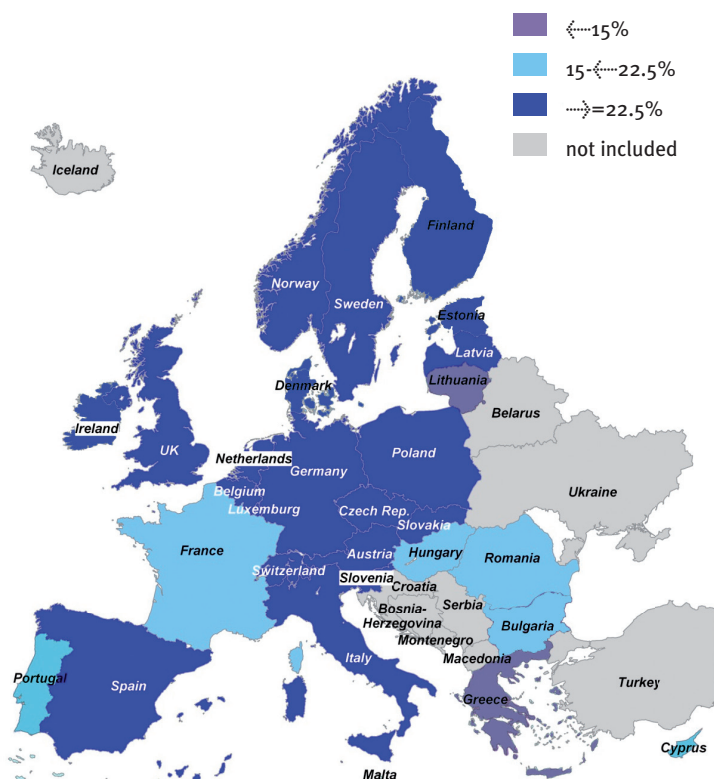 <15%
15-<22.5%
>=22.5%
not included
Iceland
Finland
Norway
Sweden
Estonia
Latvia
Denmark
Lithuania
Belarus
Ireland
UK
Netherlands
Poland
Germany
Belgium
Ukraine
Luxemburg
Czech Rep.
Slovakia
France
Austria
Hungary
Romania
Switzerland
Slovenia
Croatia
Serbia
Bosnia-
Herzegovina
Bulgaria
Montenegro
Macedonia
Italy
Portugal
Spain
Turkey
Greece
Cyprus
Malta